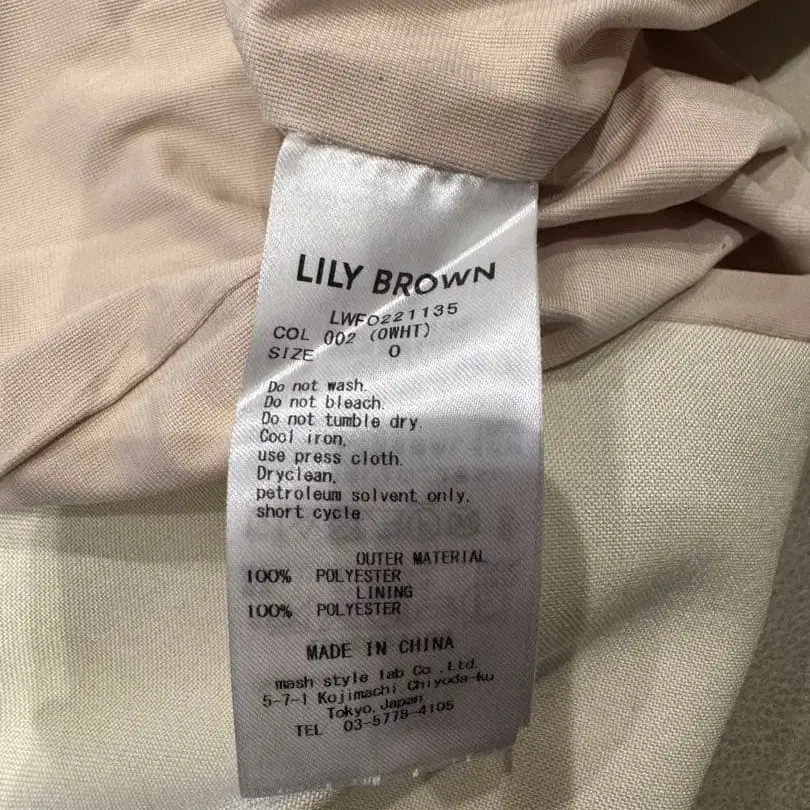 LILY BROWN
LWFO221135
COL 002 (OWHT)
SIZE 0
Do not wash.
Do not bleach.
Do not tumble dry.
Cool iron,
use press cloth.
Dryclean,
petroleum solvent only.
short cycle
OUTER MATERIAL
100% POLYESTER
LINING
100% POLYESTER
MADE IN CHINA
mash style lab Co.,Ltd.
5-7-1 Kojimachi Chiyoda-ku
Tokyo.Japan
TEL 03-5778-4105